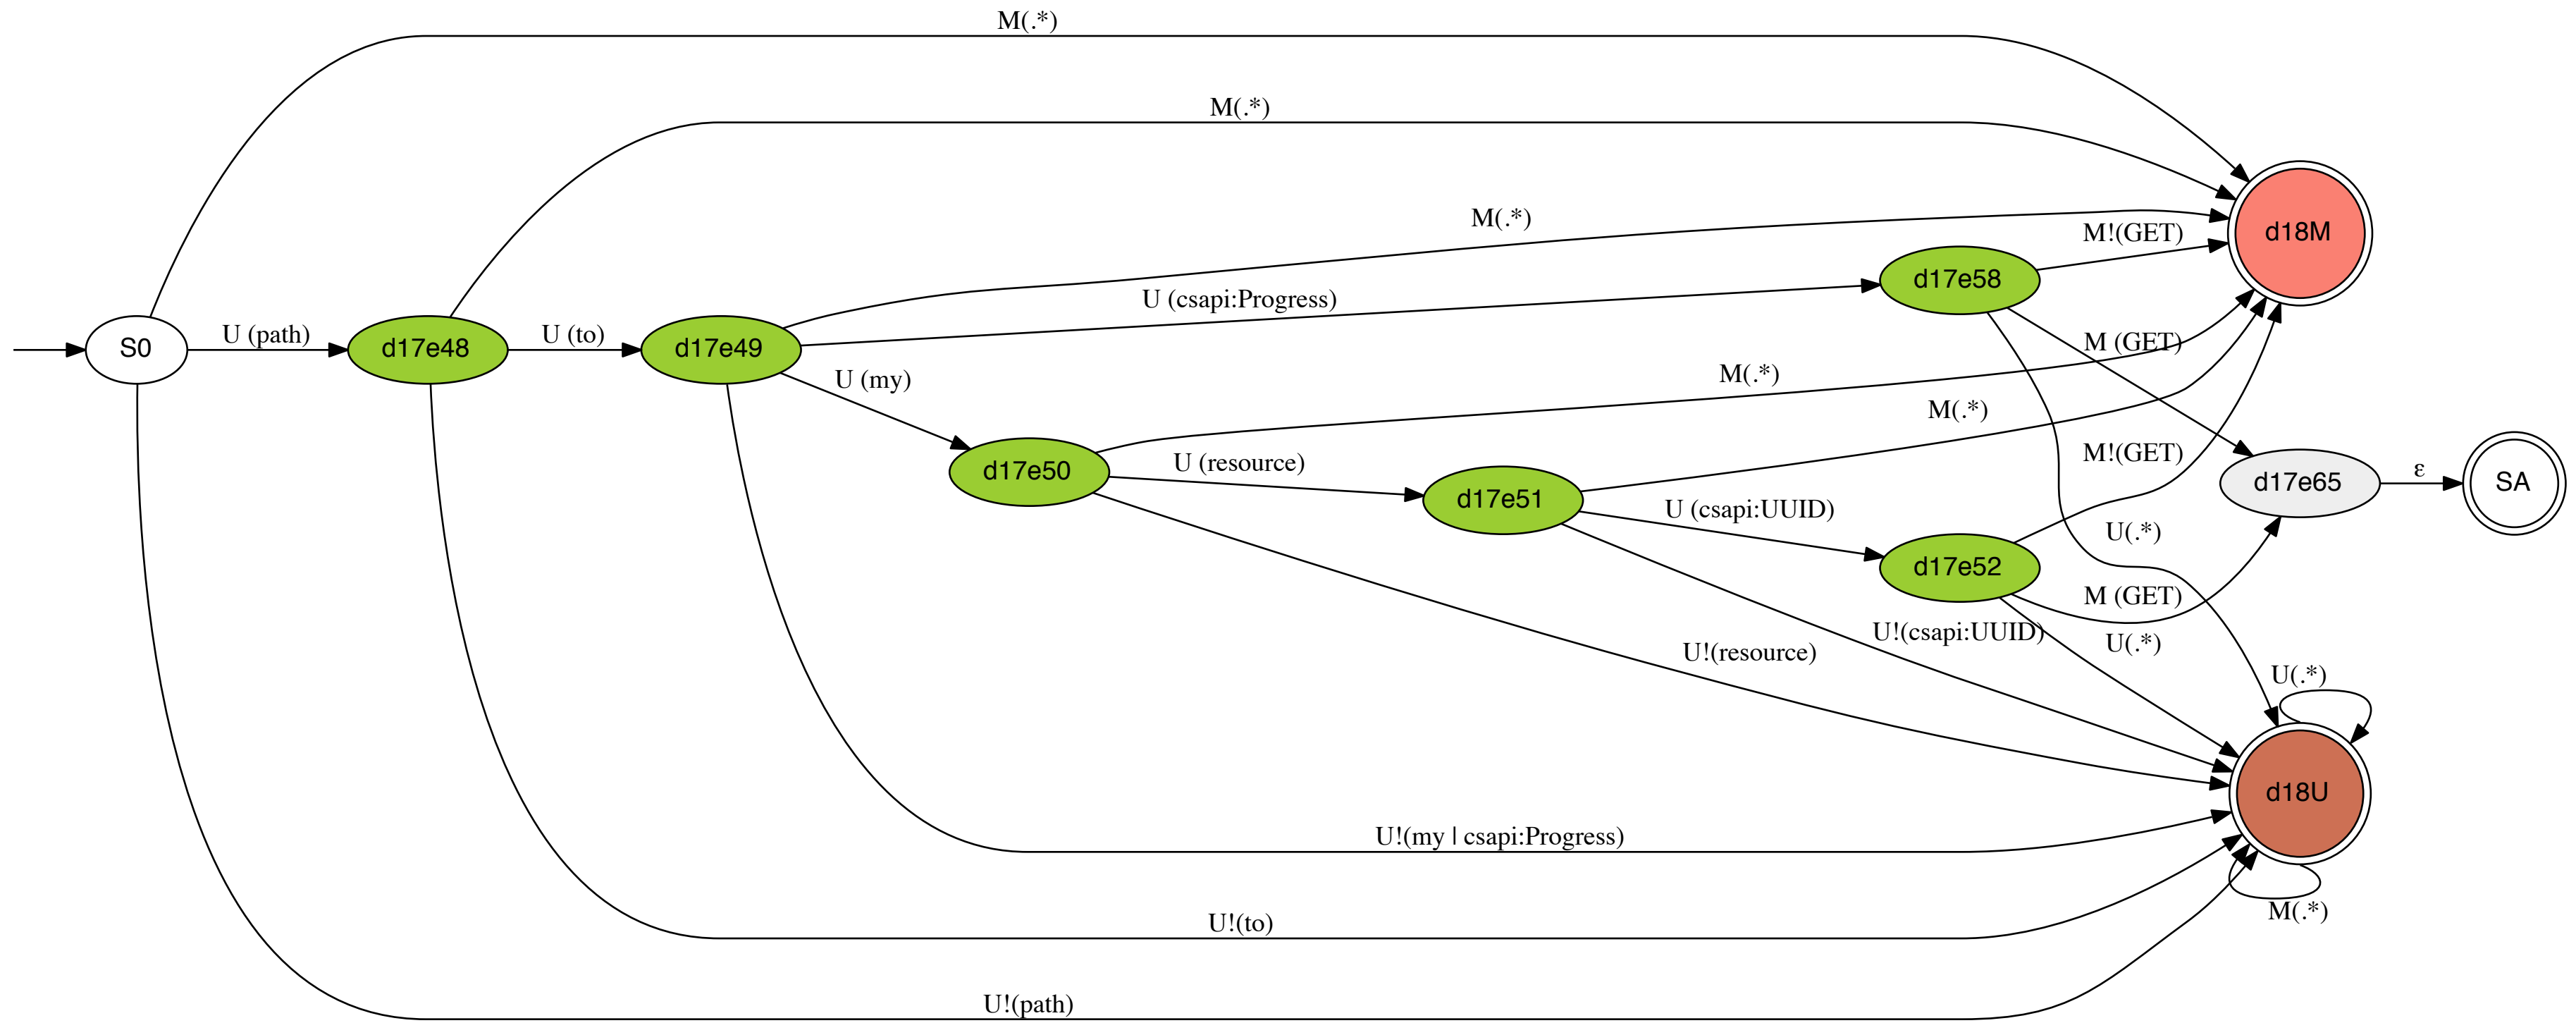 M(.*)
M(.*)
M(.*)
M!(GET)
d18M
d17e58
U (csapi:Progress)
S0
U (path)
d17e48
U (to)
d17e49
M (GET)
U (my)
M(.*)
M(.*)
d17e50
U (resource)
M!(GET)
d17e65
ε
SA
d17e51
U (csapi:UUID)
U(.*)
d17e52
M (GET)
U!(csapi:UUID)
U(.*)
U!(resource)
U(.*)
d18U
U!(my | csapi:Progress)
M(.*)
U!(to)
U!(path)